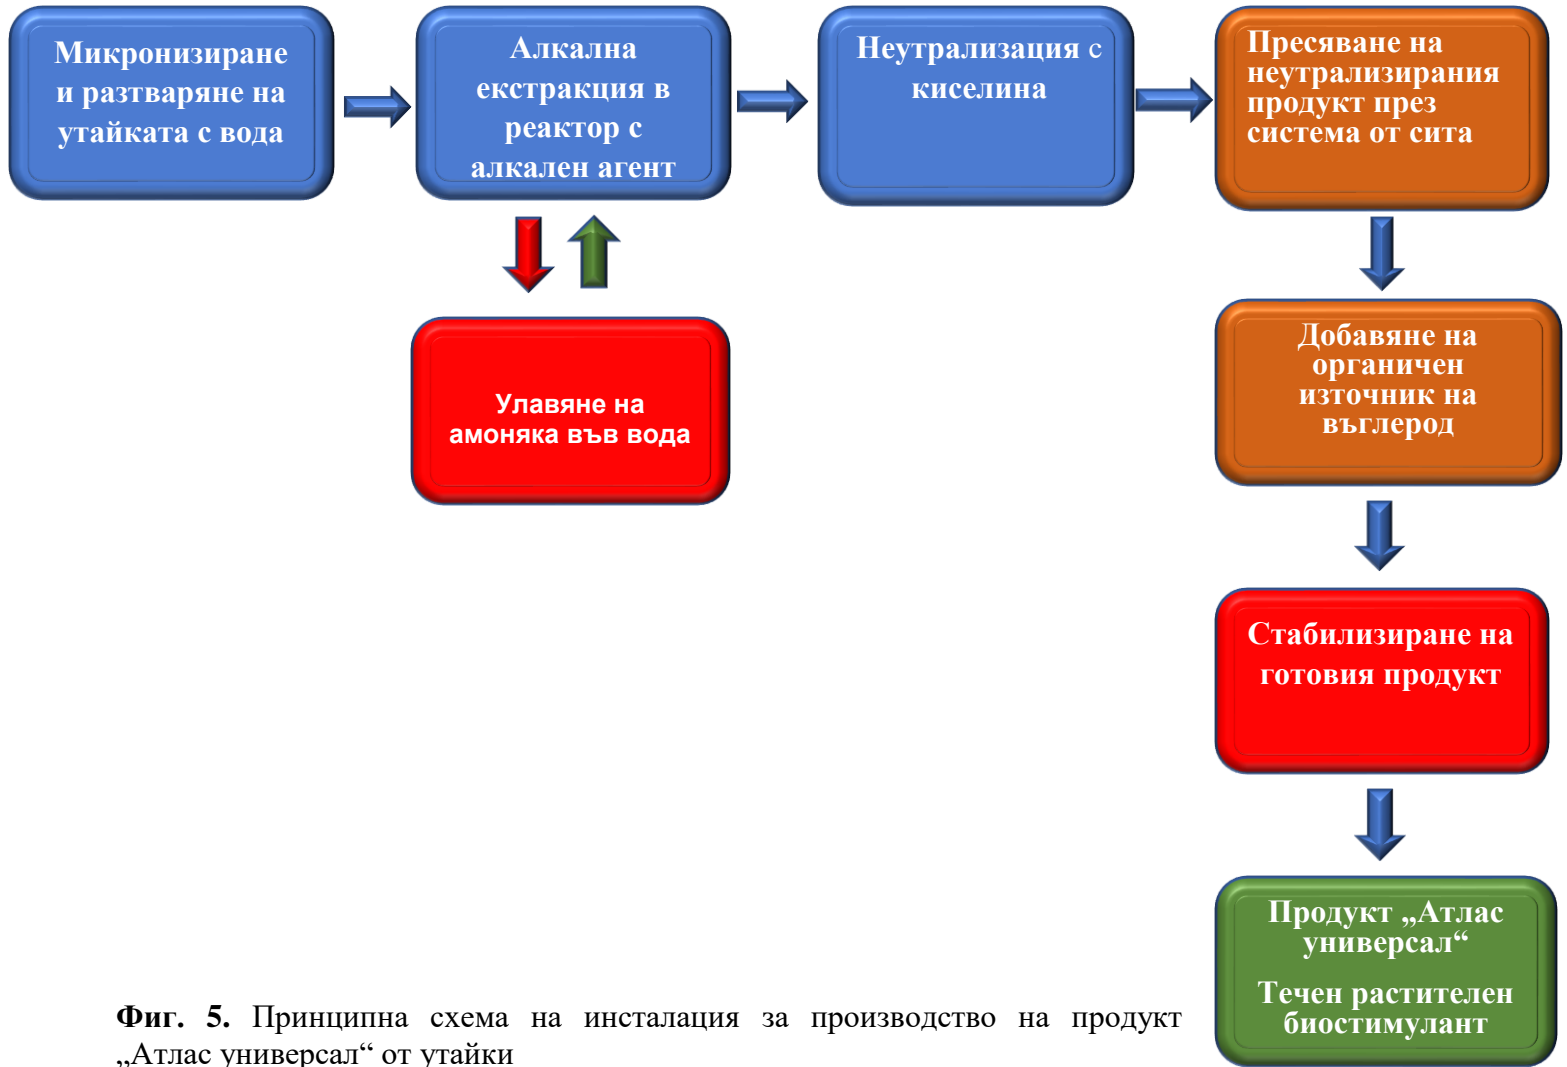 Микронизиране
и разтваряне на
утайката с вода
Алкална
екстракция в
реактор с
алкален агент
Неутрализация с
киселина
Пресяване на
неутрализирания
продукт през
система от сита
Улавяне на
амоняка във вода
Добавяне на
органичен
източник на
въглерод
Стабилизиране на
готовия продукт
Продукт „Атлас
универсал“
Течен растителен
биостимулант
Фиг. 5. Принципна схема на инсталация за производство на продукт
„Атлас универсал“ от утайки